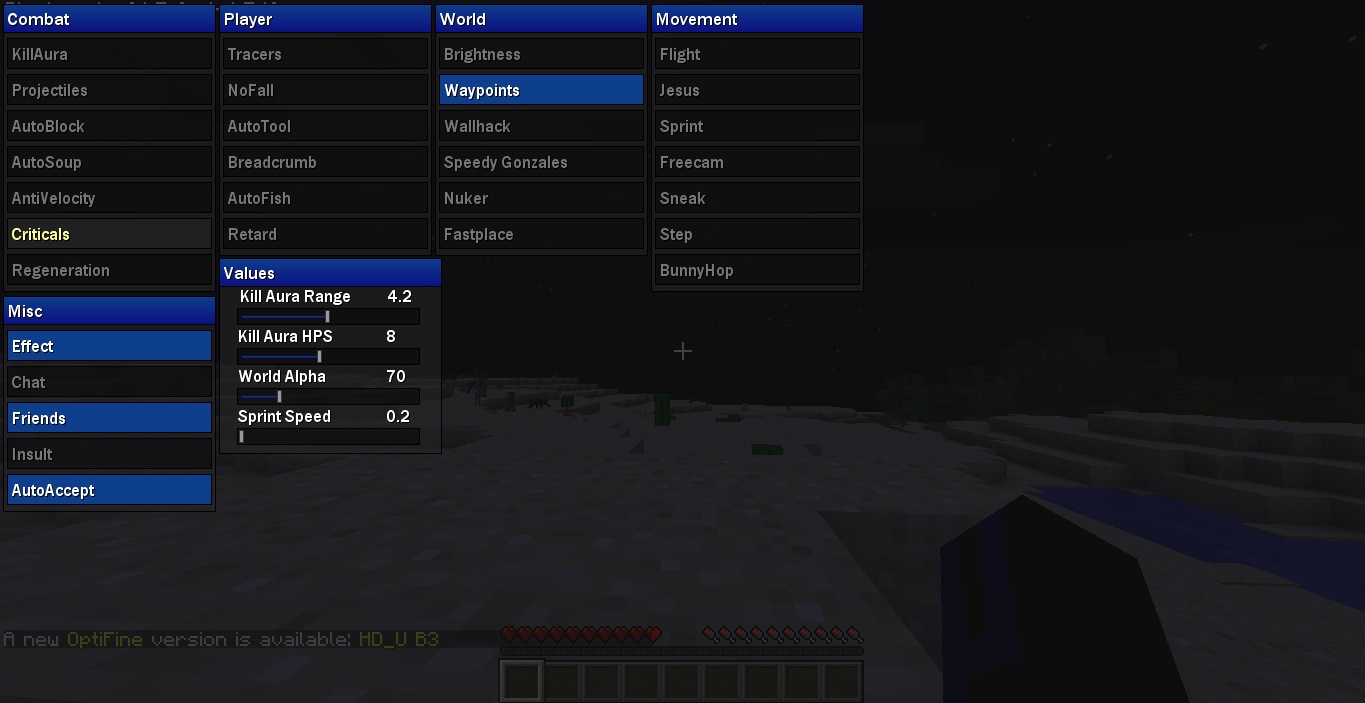 Combat
KillAura
Projectiles
AutoBlock
AutoSoup
AntiVelocity
Criticals
Regeneration
Misc
Effect
Chat
Friends
Insult
AutoAccept
Player
Tracers
NoFall
AutoTool
Breadcrumb
AutoFish
Retard
Values
Kill Aura Range 4.2
Kill Aura HPS 8
World Alpha 70
Sprint Speed 0.2
World
Brightness
Waypoints
Wallhack
Speedy Gonzales
Nuker
Fastplace
Movement
Flight
Jesus
Sprint
Freecam
Sneak
Step
BunnyHop
A new OptiFine version is available: HD_U B3